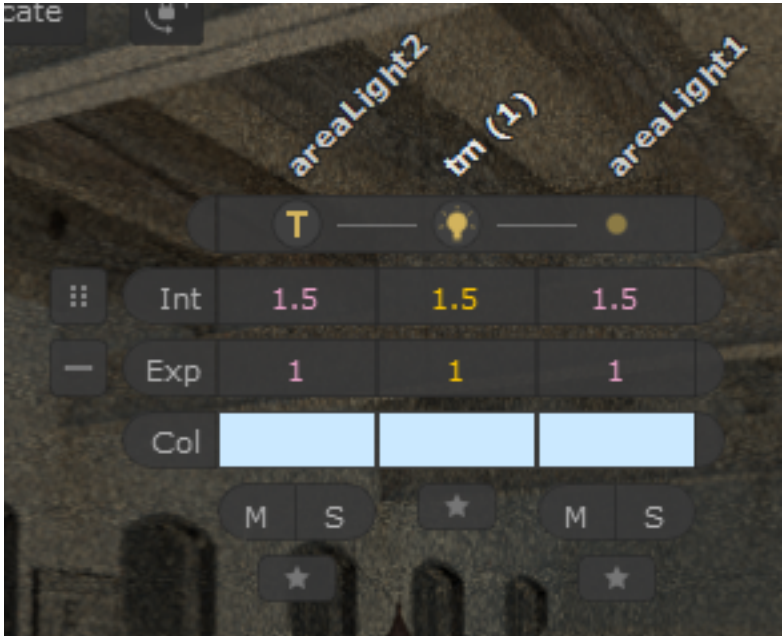 cate
areaLight2 tm (1) areaLight1
T
Int 1.5 1.5 1.5
Exp 1 1 1
Col
M S M S